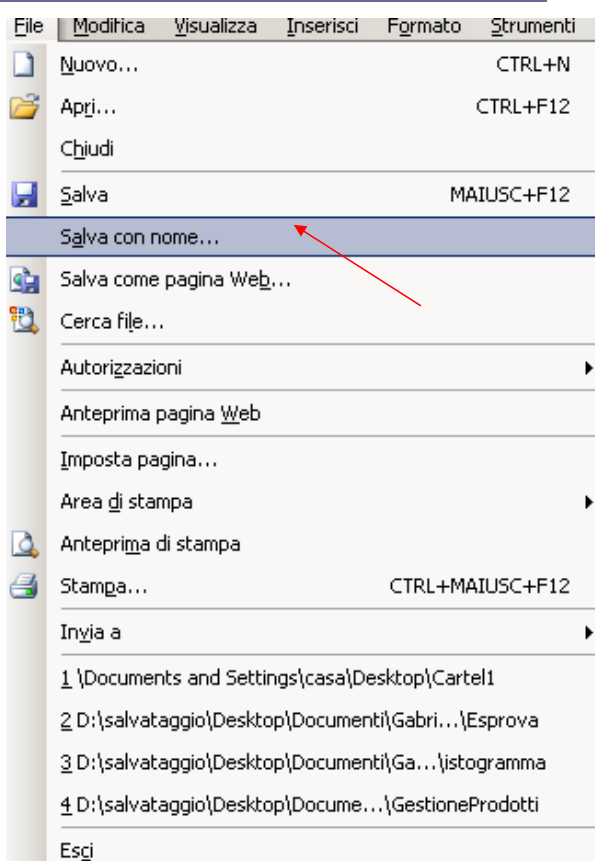 File Modifica Visualizza Inserisci Formato Strumenti
Nuovo... CTRL+N
Apri... CTRL+F12
Chiudi
Salva MAIUSC+F12
Salva con nome...
Salva come pagina Web...
Cerca file...
Autorizzazioni
Anteprima pagina Web
Imposta pagina...
Area di stampa
Anteprima di stampa
Stampa... CTRL+MAIUSC+F12
Invia a
1 \Documents and Settings\casa\Desktop\Cartel1
2 D:\salvataggio\Desktop\Documenti\Gabri...\Esprova
3 D:\salvataggio\Desktop\Documenti\Ga...\istogramma
4 D:\salvataggio\Desktop\Docume...\GestioneProdotti
Esci